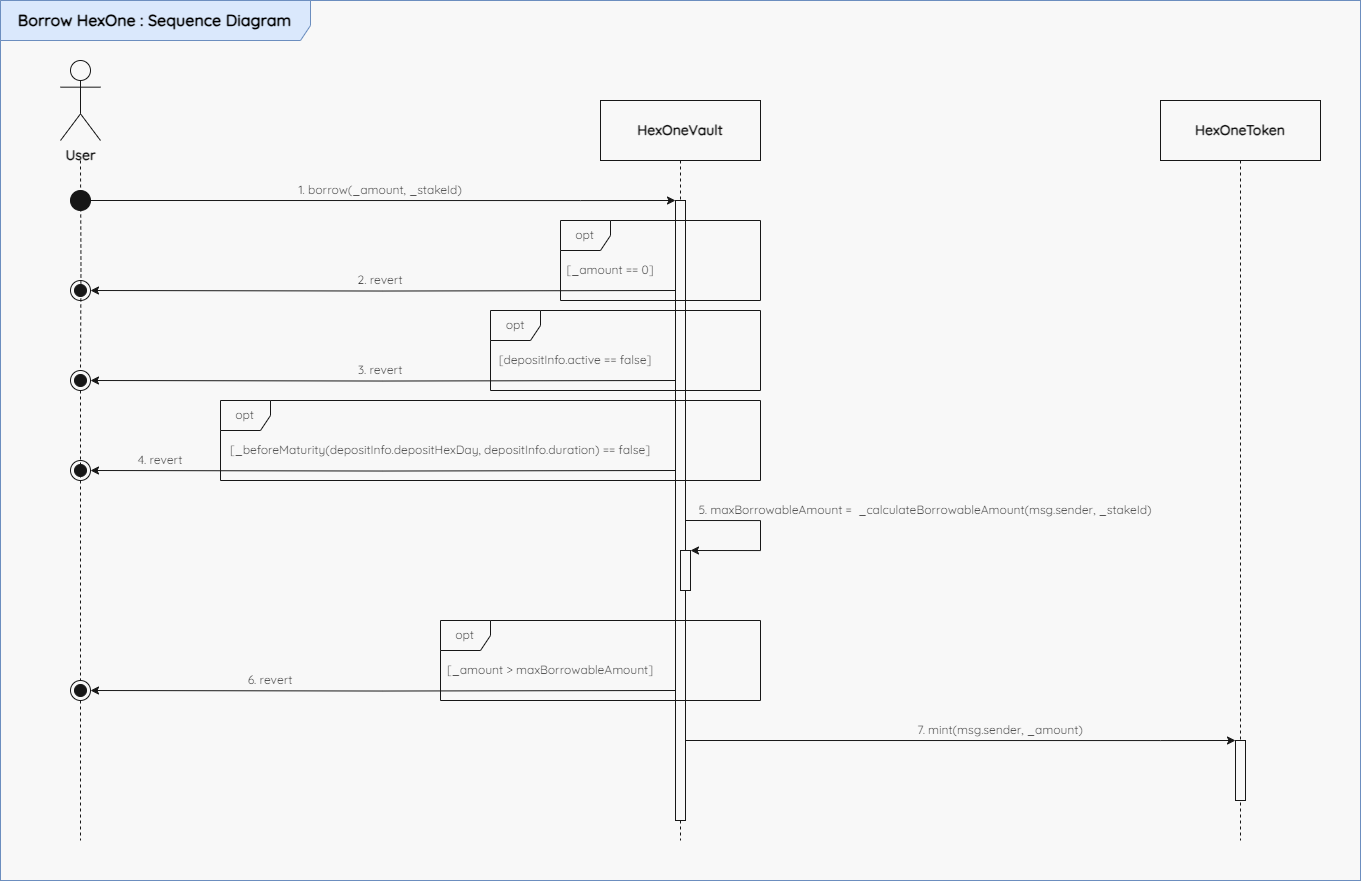 Borrow HexOne : Sequence Diagram
User
HexOneVault
HexOneToken
1. borrow(_amount, _stakeId)
opt
[_amount == 0]
2. revert
opt
[depositInfo.active == false]
3. revert
opt
[_beforeMaturity(depositInfo.depositHexDay, depositInfo.duration) == false]
4. revert
5. maxBorrowableAmount = _calculateBorrowableAmount(msg.sender, _stakeId)
opt
[_amount > maxBorrowableAmount]
6. revert
7. mint(msg.sender, _amount)